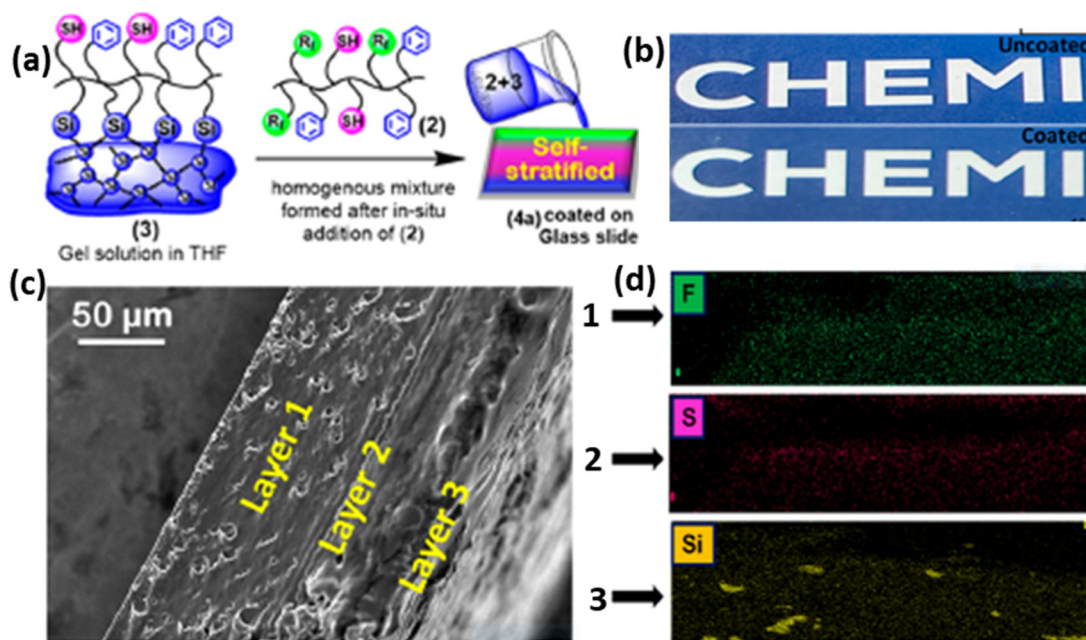 (a)
SH
SH
Si
Si
Si
Si
(3)
Gel solution in THF
Rf
SH
Rf
Rf
SH
(2)
homogenous mixture
formed after in-situ
addition of (2)
2+3
Self-
stratified
(4a) coated on
Glass slide
(b)
Uncoated
CHEMI
Coated
CHEMI
(c)
50 µm
Layer 1
Layer 2
Layer 3
(d)
1
F
2
S
3
Si